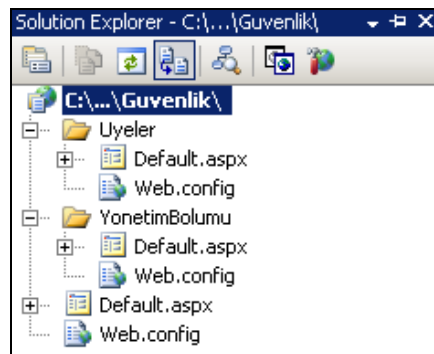 Solution Explorer - C:\...\Guvenlik\
C:\...\Guvenlik\
Uyeler
Default.aspx
Web.config
YonetimBolumu
Default.aspx
Web.config
Default.aspx
Web.config